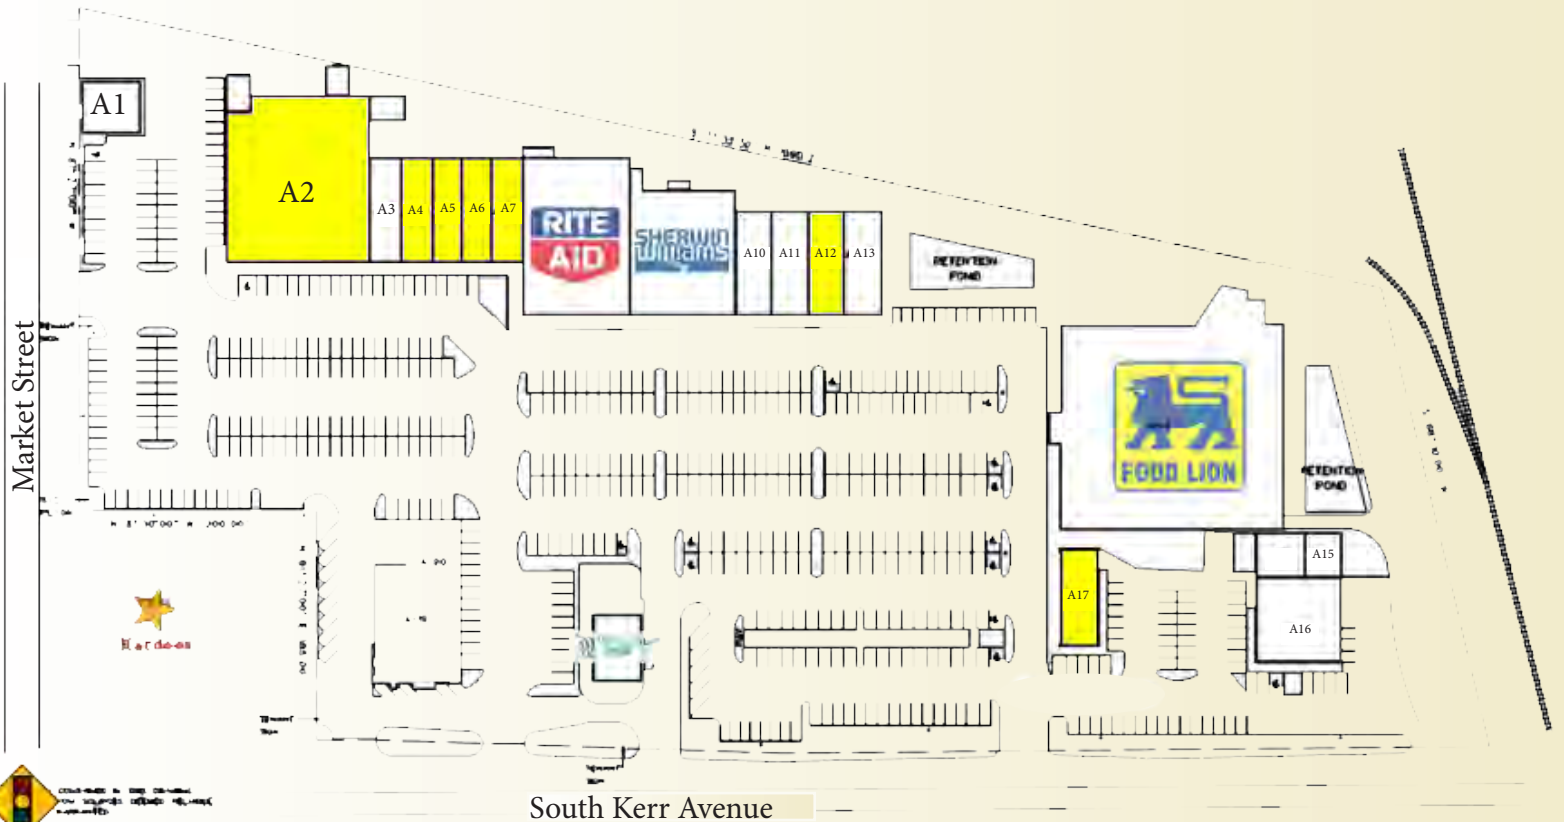 A1
A2
A3
A4
A5
A6
A7
RITE
AID
SHERWIN
Williams
A10
A11
A12
A13
RETENTION
POND
Market Street
FOOD LION
RETENTION
POND
A15
A17
A16
Hardees
South Kerr Avenue